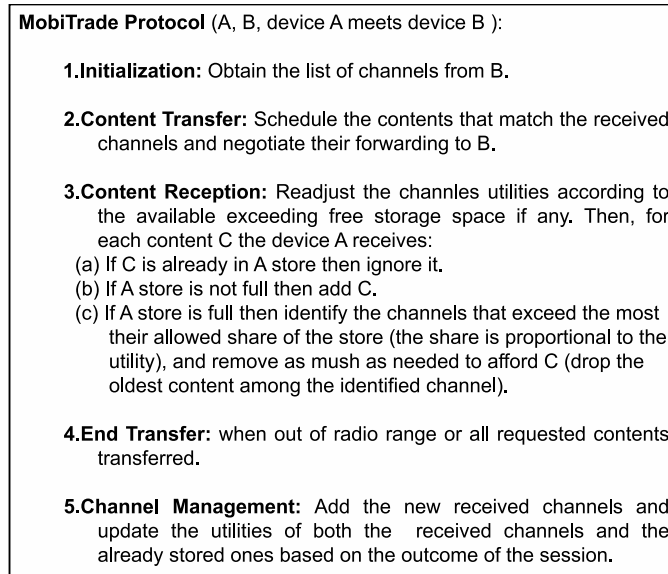 MobiTrade Protocol (A, B, device A meets device B ):
1.Initialization: Obtain the list of channels from B.
2.Content Transfer: Schedule the contents that match the received
channels and negotiate their forwarding to B.
3.Content Reception: Readjust the channles utilities according to
the available exceeding free storage space if any. Then, for
each content C the device A receives:
(a) If C is already in A store then ignore it.
(b) If A store is not full then add C.
(c) If A store is full then identify the channels that exceed the most
their allowed share of the store (the share is proportional to the
utility), and remove as mush as needed to afford C (drop the
oldest content among the identified channel).
4.End Transfer: when out of radio range or all requested contents
transferred.
5.Channel Management: Add the new received channels and
update the utilities of both the received channels and the
already stored ones based on the outcome of the session.